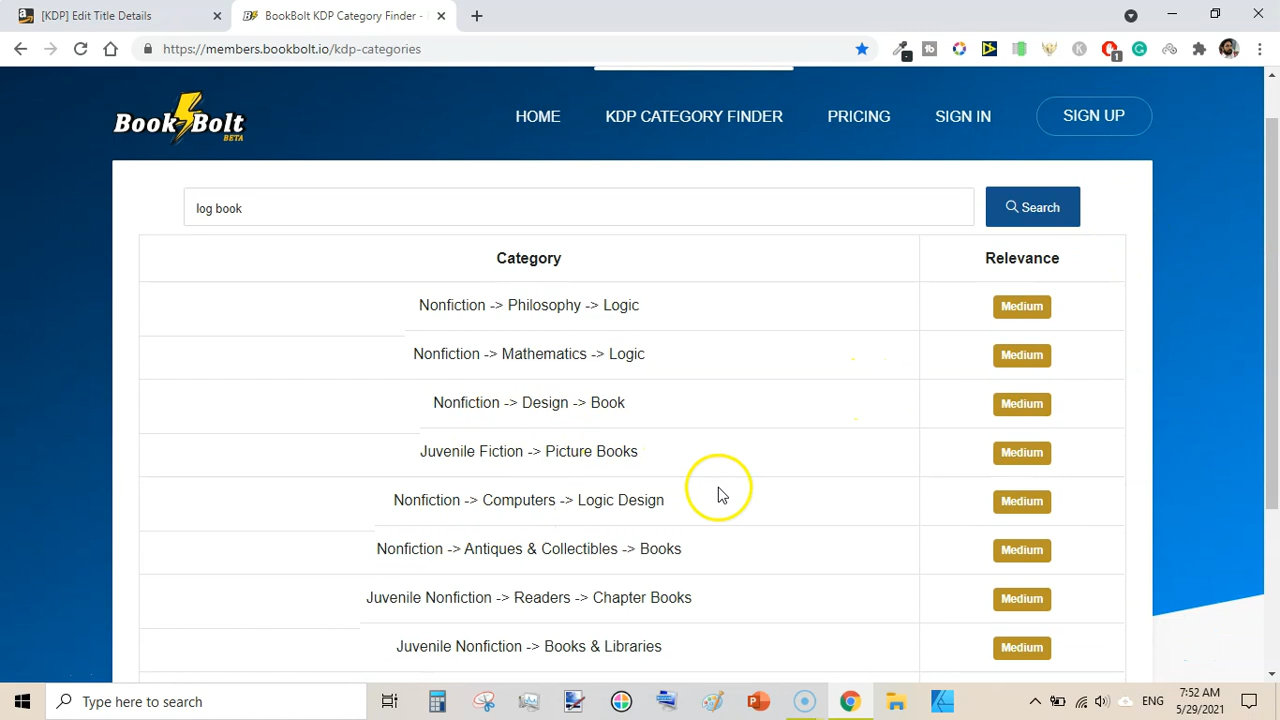 [KDP] Edit Title Details
BookBolt KDP Category Finder -
https://members.bookbolt.io/kdp-categories
Book Bolt
BETA
HOME
KDP CATEGORY FINDER
PRICING
SIGN IN
SIGN UP
log book
Search
Category Relevance
Nonfiction -> Philosophy -> Logic Medium
Nonfiction -> Mathematics -> Logic Medium
Nonfiction -> Design -> Book Medium
Juvenile Fiction -> Picture Books Medium
Nonfiction -> Computers -> Logic Design Medium
Nonfiction -> Antiques & Collectibles -> Books Medium
Juvenile Nonfiction -> Readers -> Chapter Books Medium
Juvenile Nonfiction -> Books & Libraries Medium
Type here to search
ENG
7:52 AM
5/29/2021